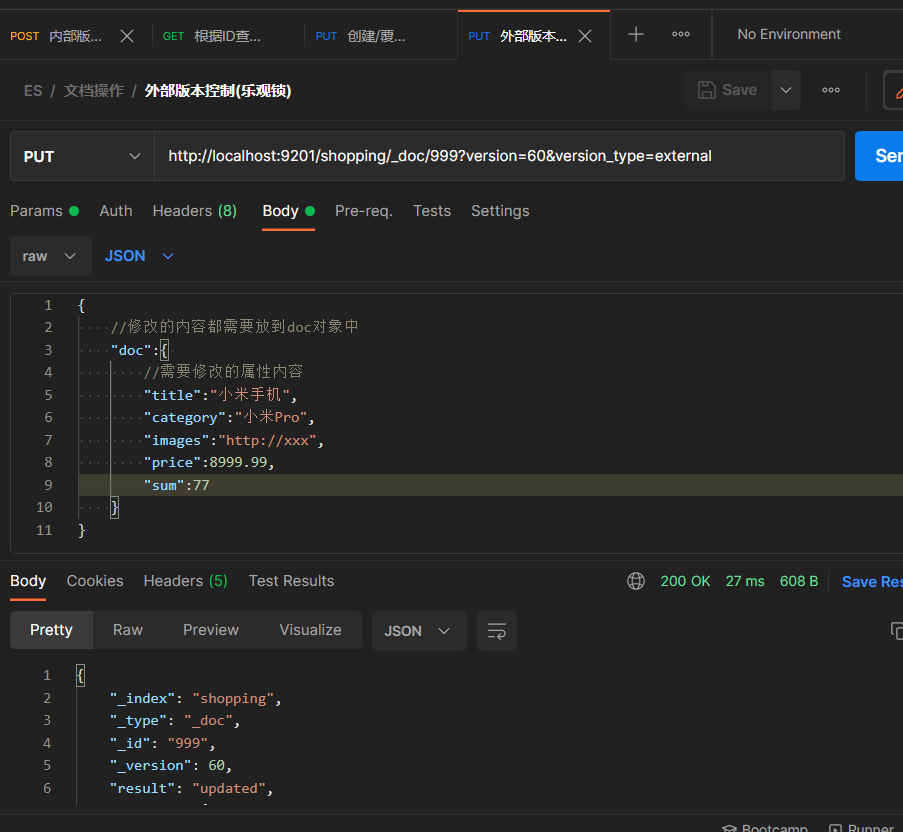 POST 内部版... GET 根据ID查... PUT 创建/覆... PUT 外部版本... No Environment
ES / 文档操作 / 外部版本控制(乐观锁) Save
PUT http://localhost:9201/shopping/_doc/999?version=60&version_type=external Ser
Params Auth Headers (8) Body Pre-req. Tests Settings
raw JSON
1 {
2 //修改的内容都需要放到doc对象中
3 "doc":{
4 //需要修改的属性内容
5 "title":"小米手机",
6 "category":"小米Pro",
7 "images":"http://xxx",
8 "price":8999.99,
9 "sum":77
10 }
11 }
Body Cookies Headers (5) Test Results 200 OK 27 ms 608 B Save Res
Pretty Raw Preview Visualize JSON
1 {
2 "_index": "shopping",
3 "_type": "_doc",
4 "_id": "999",
5 "_version": 60,
6 "result": "updated",
Bootcamp Runner